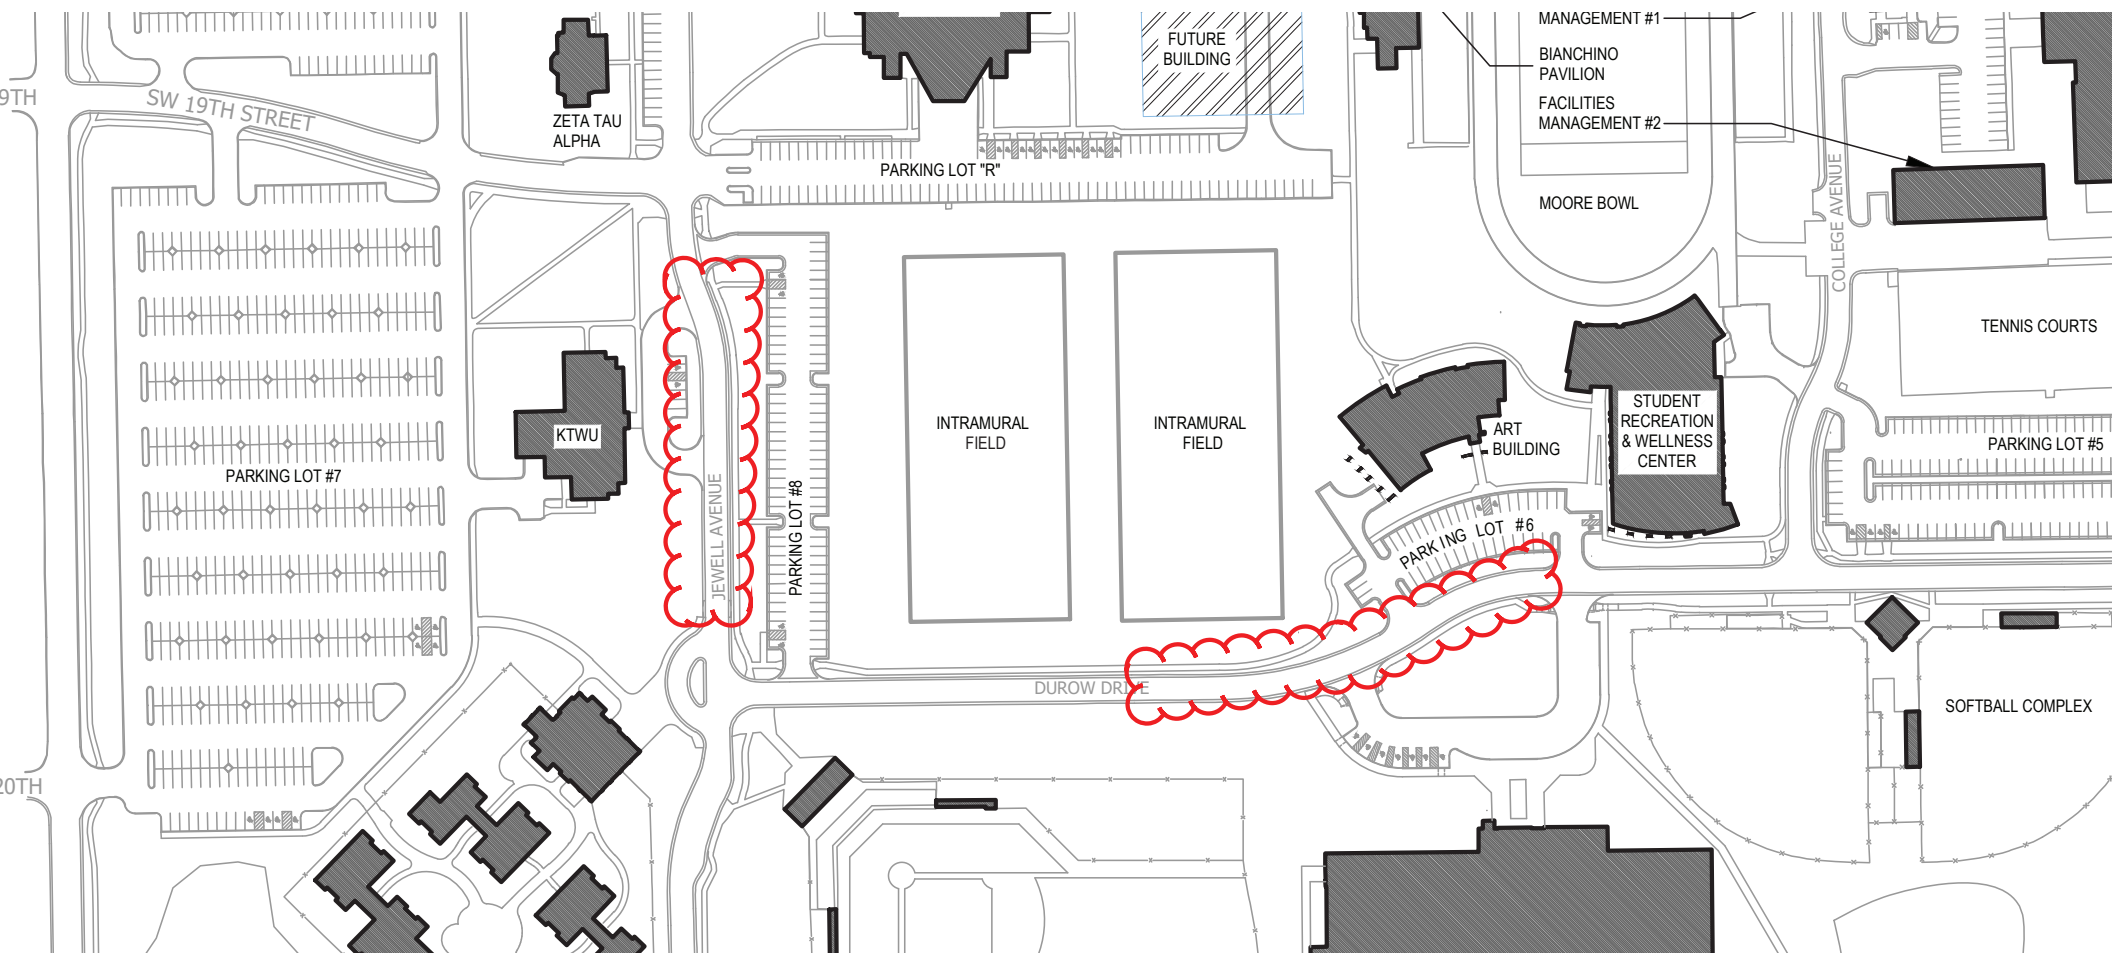 MANAGEMENT #1
BIANCHINO
PAVILION
FACILITIES
MANAGEMENT #2
FUTURE
BUILDING
9TH
SW 19TH STREET
ZETA TAU
ALPHA
PARKING LOT "R"
MOORE BOWL
COLLEGE AVENUE
TENNIS COURTS
INTRAMURAL
FIELD
INTRAMURAL
FIELD
STUDENT
RECREATION
& WELLNESS
CENTER
ART
BUILDING
KTWU
PARKING LOT #7
PARKING LOT #5
JEWELL AVENUE
PARKING LOT #8
PARKING LOT #6
DUROW DRIVE
SOFTBALL COMPLEX
20TH